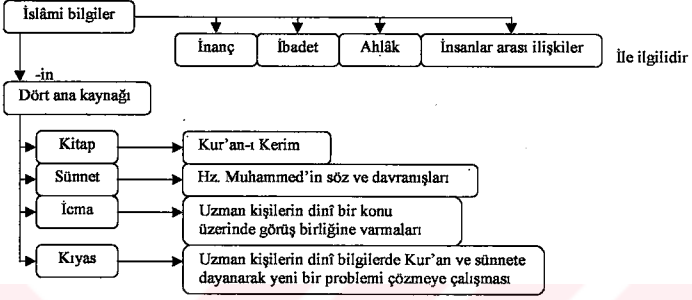 İslâmi bilgiler
İnanç
İbadet
Ahlâk
İnsanlar arası ilişkiler
İle ilgilidir
-in
Dört ana kaynağı
Kitap
Kur'an-ı Kerim
Sünnet
Hz. Muhammed'in söz ve davranışları
İcma
Uzman kişilerin dinî bir konu
üzerinde görüş birliğine varmaları
Kıyas
Uzman kişilerin dinî bilgilerde Kur'an ve sünnete
dayanarak yeni bir problemi çözmeye çalışması